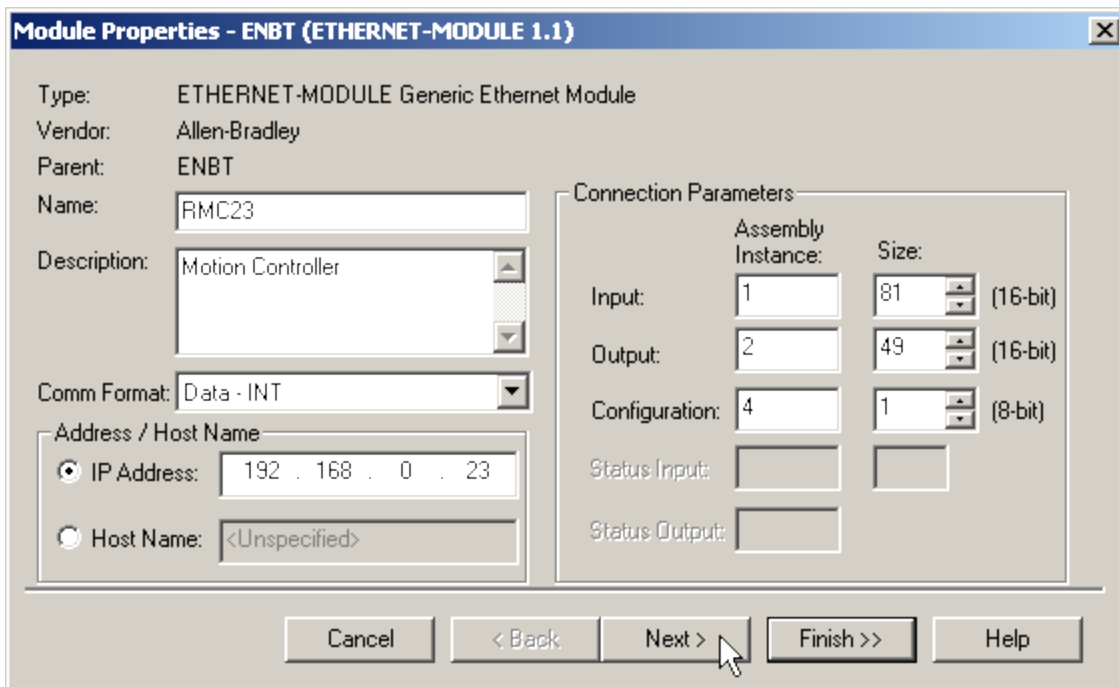 Module Properties - ENBT (ETHERNET-MODULE 1.1)
Type: ETHERNET-MODULE Generic Ethernet Module
Vendor: Allen-Bradley
Parent: ENBT
Name: RMC23
Description: Motion Controller
Comm Format: Data - INT
Address / Host Name
IP Address: 192 . 168 . 0 . 23
Host Name: <Unspecified>
Connection Parameters
Assembly Instance: Size:
Input: 1 81 (16-bit)
Output: 2 49 (16-bit)
Configuration: 4 1 (8-bit)
Status Input:
Status Output:
Cancel < Back Next > Finish >> Help